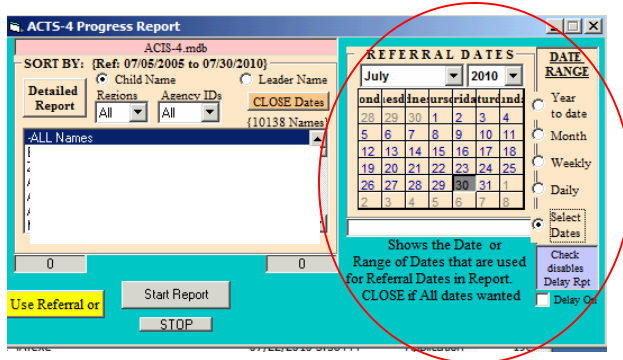 ACTS-4 Progress Report
ACIS-4.mdb
SORT BY: {Ref: 07/05/2005 to 07/30/2010}
Child Name Leader Name
Detailed Report
Regions Agency IDs
All All
CLOSE Dates
{10138 Names}
-ALL Names
0 0
Use Referral or
Start Report
STOP
REFERRAL DATES
July 2010
28 29 30 1 2 3 4
5 6 7 8 9 10 11
12 13 14 15 16 17 18
19 20 21 22 23 24 25
26 27 28 29 30 31 1
2 3 4 5 6 7 8
Shows the Date or
Range of Dates that are used
for Referral Dates in Report.
CLOSE if All dates wanted
DATE
RANGE
Year
to date
Month
Weekly
Daily
Select
Dates
Check
disables
Delay Rpt
Delay On